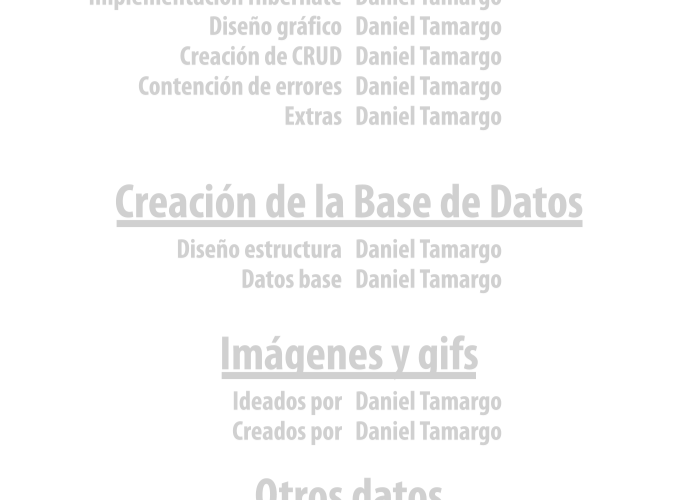 Implementación Hibernate Daniel Tamargo
Diseño gráfico Daniel Tamargo
Creación de CRUD Daniel Tamargo
Contención de errores Daniel Tamargo
Extras Daniel Tamargo
Creación de la Base de Datos
Diseño estructura Daniel Tamargo
Datos base Daniel Tamargo
Imágenes y gifs
Ideados por Daniel Tamargo
Creados por Daniel Tamargo
Otros datos